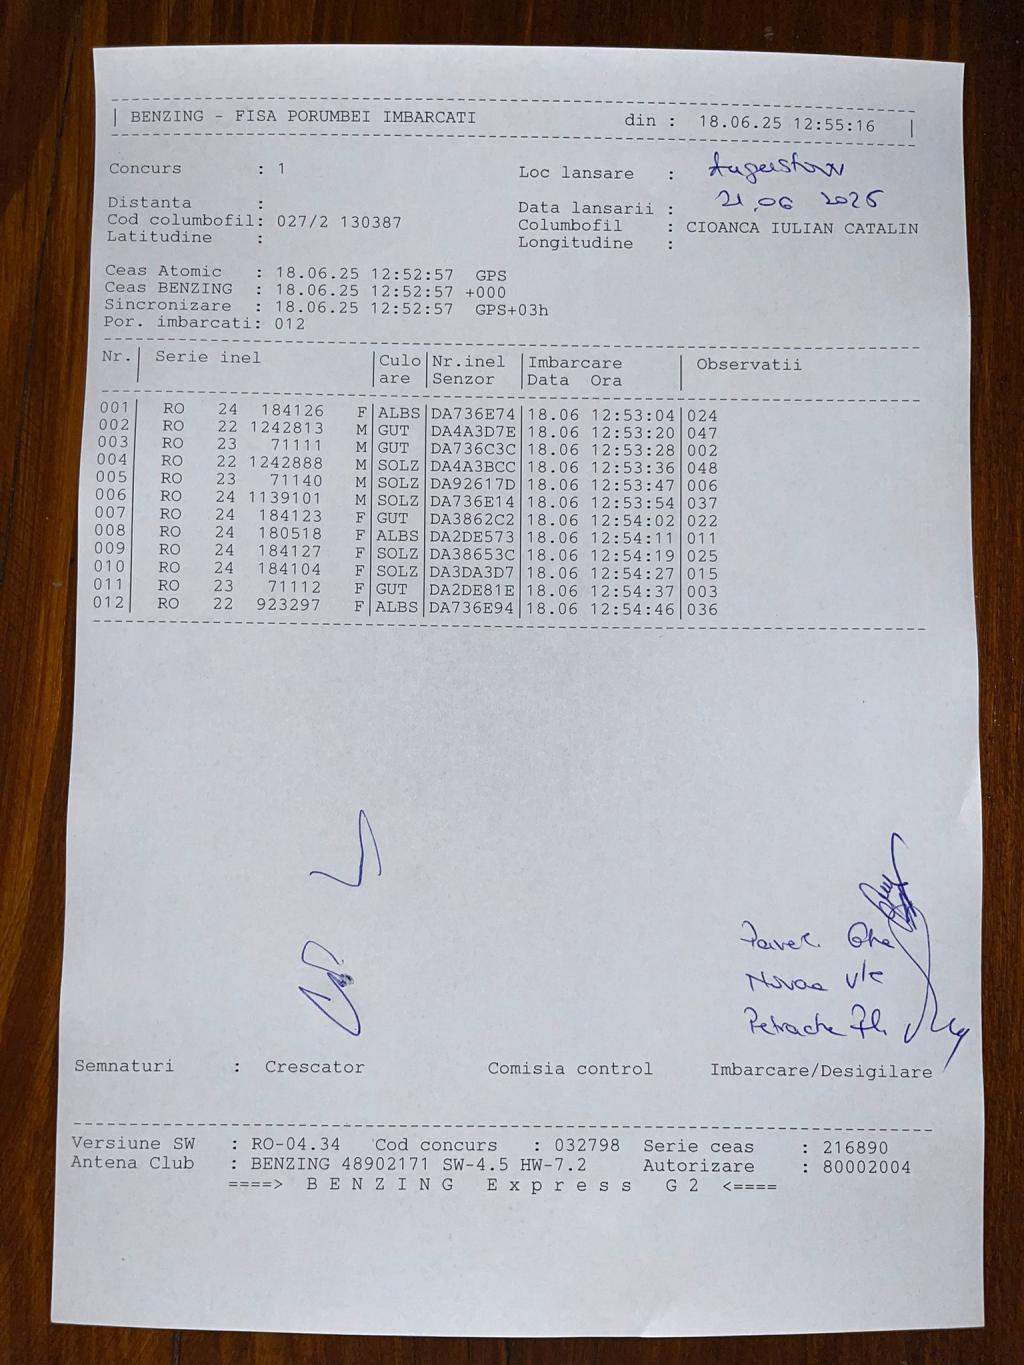 BENZING - FISA PORUMBEI IMBARCATI din : 18.06.25 12:55:16
Concurs : 1 Loc lansare :
Distanta : Data lansarii : 21.06 2025
Cod columbofil: 027/2 130387 Columbofil : CIOANCA IULIAN CATALIN
Latitudine : Longitudine :
Ceas Atomic : 18.06.25 12:52:57 GPS
Ceas BENZING : 18.06.25 12:52:57 +000
Sincronizare : 18.06.25 12:52:57 GPS+03h
Por. imbarcati: 012
Nr. Serie inel Culo Nr.inel Imbarcare Observatii
are Senzor Data Ora
001 RO 24 184126 F ALBS DA736E74 18.06 12:53:04 024
002 RO 22 1242813 M GUT DA4A3D7E 18.06 12:53:20 047
003 RO 23 71111 M GUT DA736C3C 18.06 12:53:28 002
004 RO 22 1242888 M SOLZ DA4A3BCC 18.06 12:53:36 048
005 RO 23 71140 M SOLZ DA92617D 18.06 12:53:47 006
006 RO 24 1139101 M SOLZ DA736E14 18.06 12:53:54 037
007 RO 24 184123 F GUT DA3862C2 18.06 12:54:02 022
008 RO 24 180518 F ALBS DA2DE573 18.06 12:54:11 011
009 RO 24 184127 F SOLZ DA38653C 18.06 12:54:19 025
010 RO 24 184104 F SOLZ DA3DA3D7 18.06 12:54:27 015
011 RO 23 71112 F GUT DA2DE81E 18.06 12:54:37 003
012 RO 22 923297 F ALBS DA736E94 18.06 12:54:46 036
Pavel
Petrache
Semnaturi : Crescator Comisia control Imbarcare/Desigilare
Versiune SW : RO-04.34 Cod concurs : 032798 Serie ceas : 216890
Antena Club : BENZING 48902171 SW-4.5 HW-7.2 Autorizare : 80002004
====> BENZING Express G2 <====